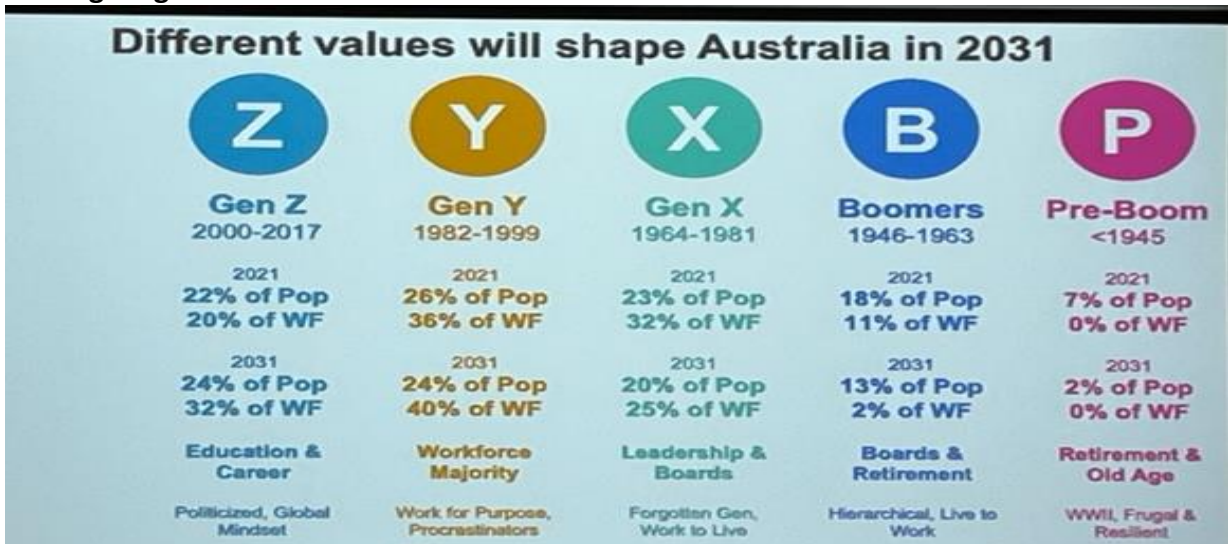 Different values will shape Australia in 2031
Z
Y
X
B
P
Gen Z
2000-2017
Gen Y
1982-1999
Gen X
1964-1981
Boomers
1946-1963
Pre-Boom
<1945
2021
22% of Pop
20% of WF
2021
26% of Pop
36% of WF
2021
23% of Pop
32% of WF
2021
18% of Pop
11% of WF
2021
7% of Pop
0% of WF
2031
24% of Pop
32% of WF
2031
24% of Pop
40% of WF
2031
20% of Pop
25% of WF
2031
13% of Pop
2% of WF
2031
2% of Pop
0% of WF
Education &
Career
Workforce
Majority
Leadership &
Boards
Boards &
Retirement
Retirement &
Old Age
Politicized, Global
Mindset
Work for Purpose,
Procrastinators
Forgotten Gen,
Work to Live
Hierarchical, Live to
Work
WWII, Frugal &
Resilient